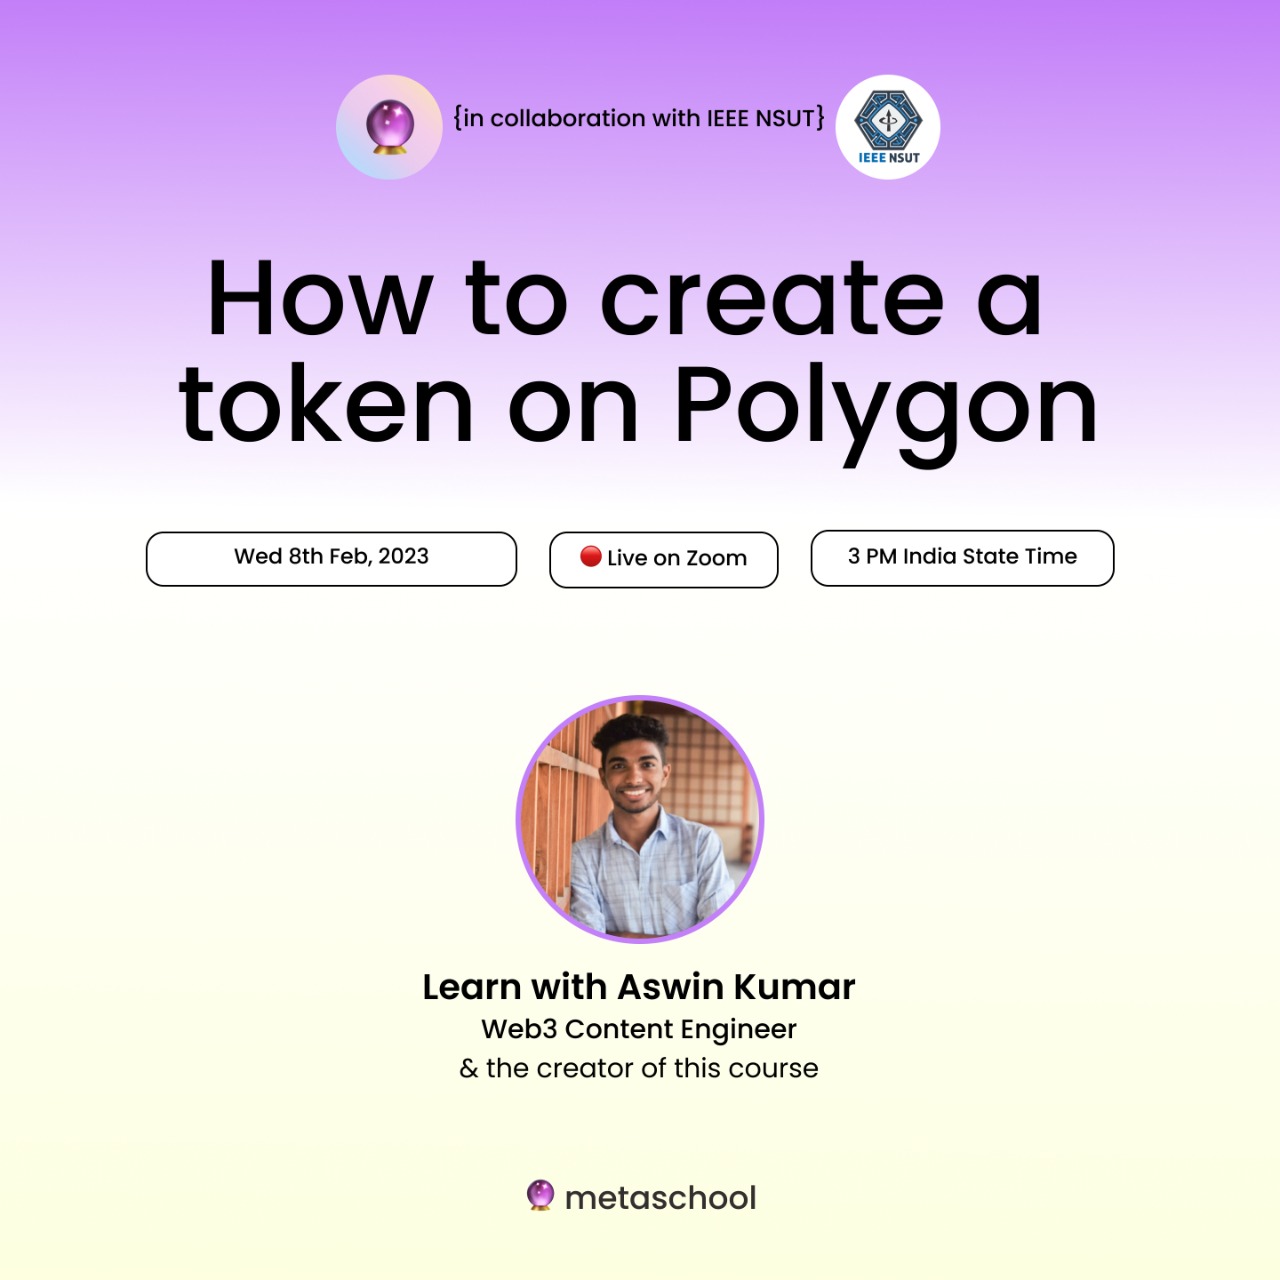 {in collaboration with IEEE NSUT}
IEEE NSUT
How to create a
token on Polygon
Wed 8th Feb, 2023
Live on Zoom
3 PM India State Time
Learn with Aswin Kumar
Web3 Content Engineer
& the creator of this course
metaschool